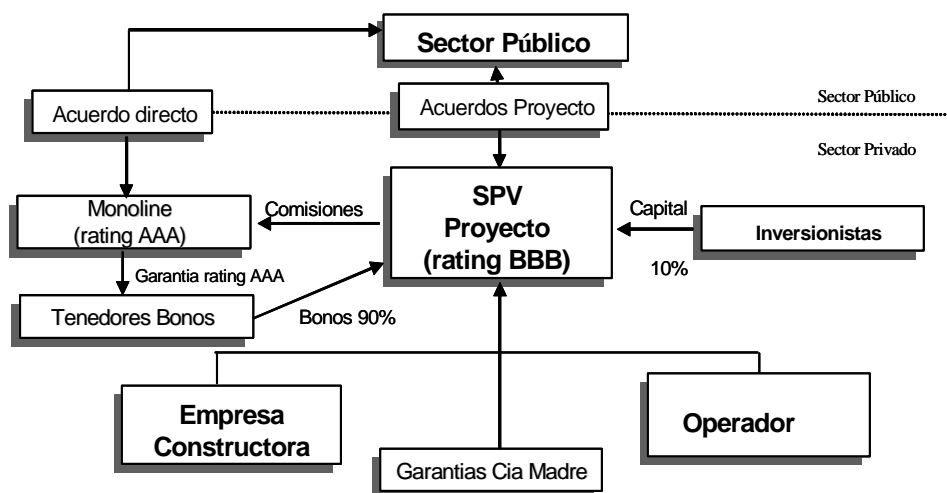 Sector Público
Acuerdo directo
Acuerdos Proyecto
Sector Público
Sector Privado
Monoline
(rating AAA)
Comisiones
SPV
Proyecto
(rating BBB)
Capital
Inversionistas
10%
Garantia rating AAA
Tenedores Bonos
Bonos 90%
Empresa
Constructora
Operador
Garantias Cia Madre